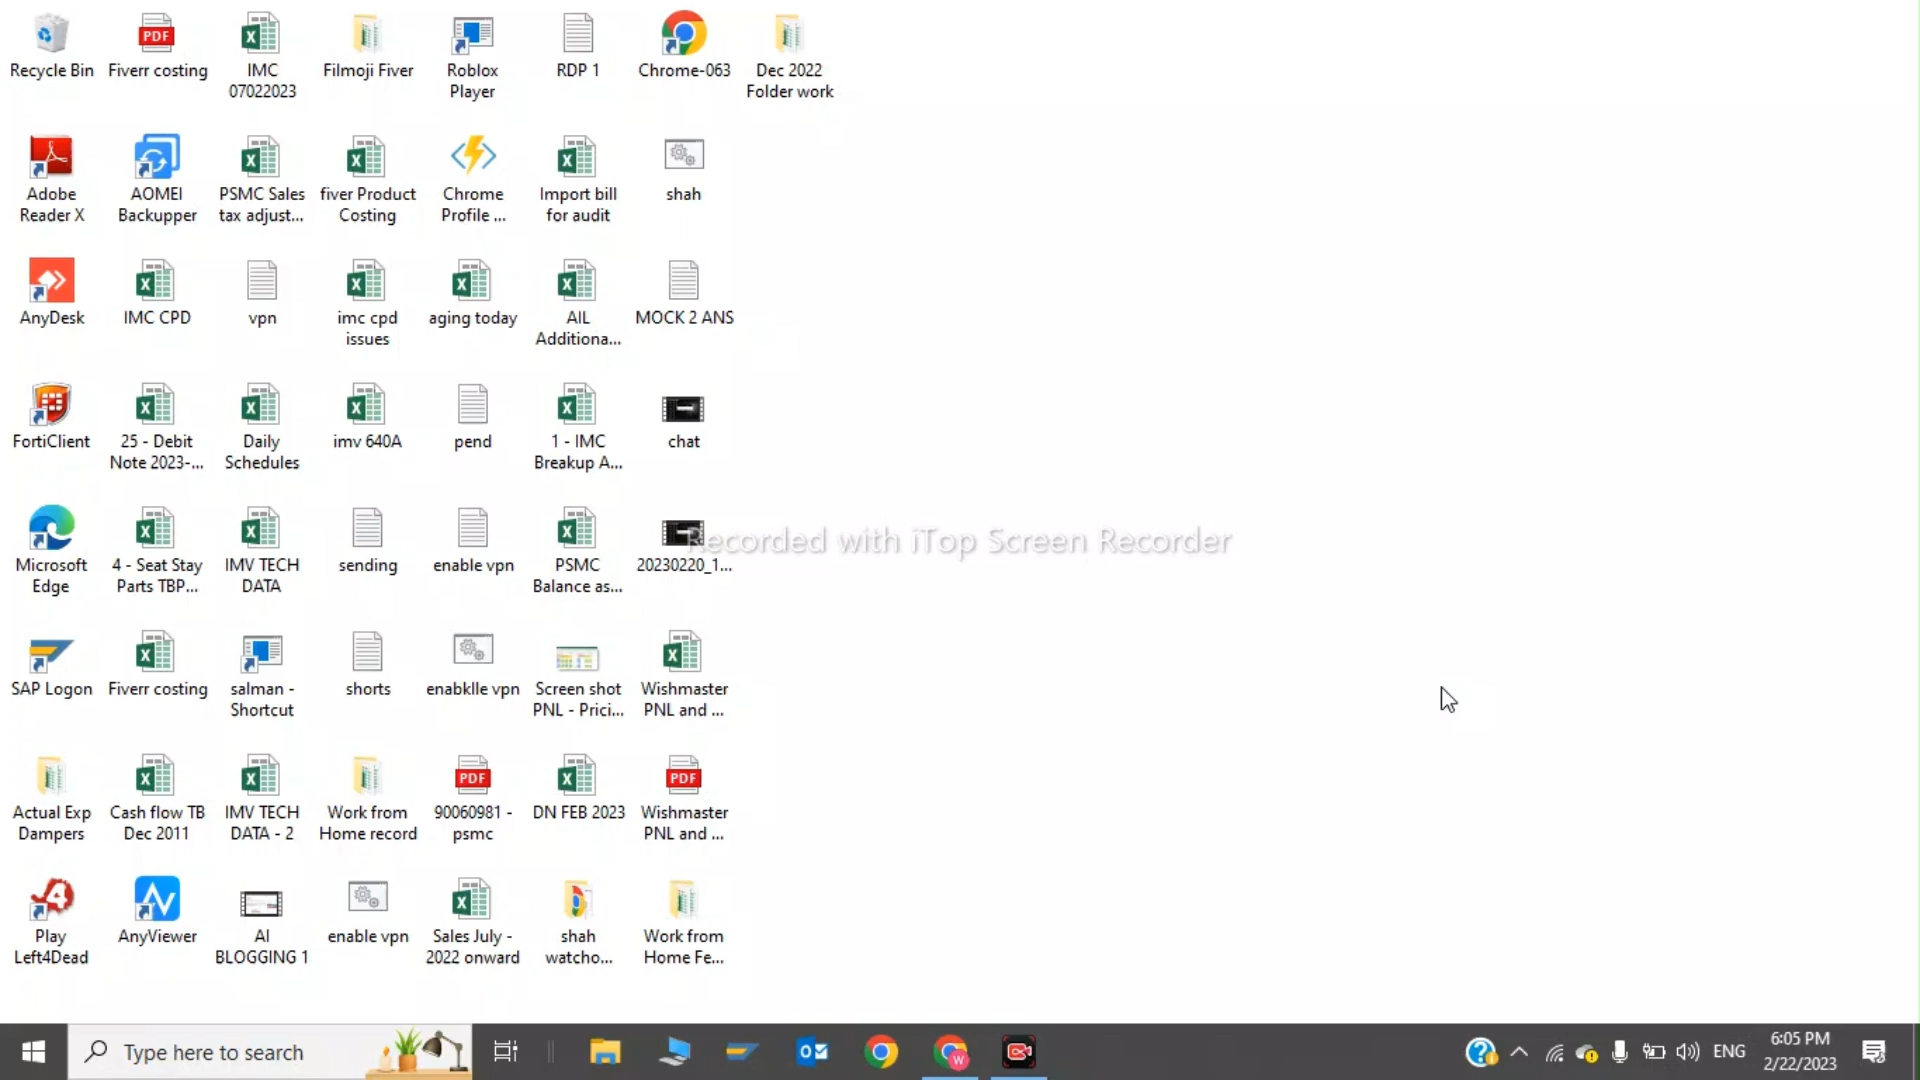 Recycle Bin
Fiverr costing
IMC
07022023
Filmoji Fiver
Roblox
Player
RDP 1
Chrome-063
Dec 2022
Folder work
Adobe
Reader X
AOMEI
Backupper
PSMC Sales
tax adjust...
fiver Product
Costing
Chrome
Profile ...
Import bill
for audit
shah
AnyDesk
IMC CPD
vpn
imc cpd
issues
aging today
AIL
Additiona...
MOCK 2 ANS
FortiClient
25 - Debit
Note 2023-...
Daily
Schedules
imv 640A
pend
1 - IMC
Breakup A...
chat
Microsoft
Edge
4 - Seat Stay
Parts TBP...
IMV TECH
DATA
sending
enable vpn
PSMC
Balance as...
20230220_1...
Recorded with iTop Screen Recorder
SAP Logon
Fiverr costing
salman -
Shortcut
shorts
enabklle vpn
Screen shot
PNL - Prici...
Wishmaster
PNL and ...
Actual Exp
Dampers
Cash flow TB
Dec 2011
IMV TECH
DATA - 2
Work from
Home record
PDF
90060981 -
psmc
DN FEB 2023
PDF
Wishmaster
PNL and ...
Play
Left4Dead
AnyViewer
AI
BLOGGING 1
enable vpn
Sales July -
2022 onward
shah
watcho...
Work from
Home Fe...
Type here to search
ENG
6:05 PM
2/22/2023